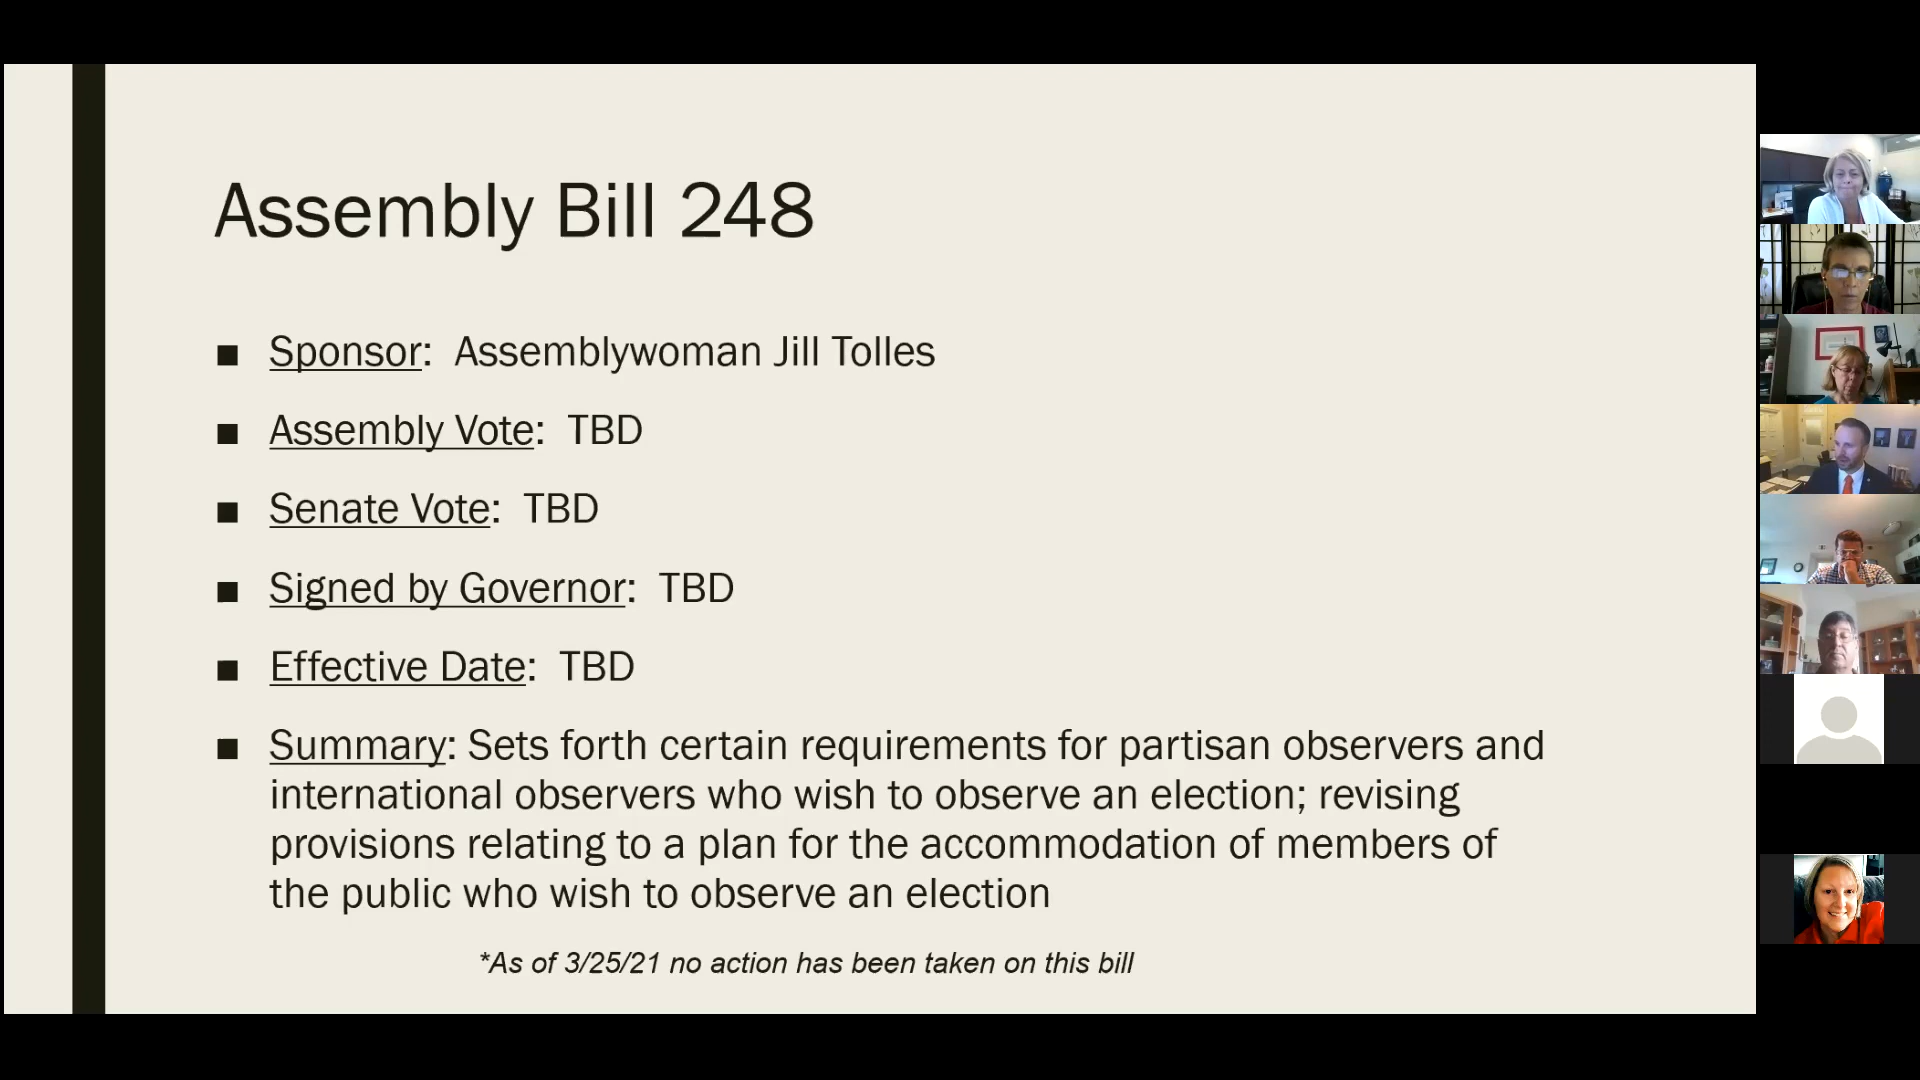 Assembly Bill 248
■ Sponsor: Assemblywoman Jill Tolles
■ Assembly Vote: TBD
■ Senate Vote: TBD
■ Signed by Governor: TBD
■ Effective Date: TBD
■ Summary: Sets forth certain requirements for partisan observers and
international observers who wish to observe an election; revising
provisions relating to a plan for the accommodation of members of
the public who wish to observe an election
*As of 3/25/21 no action has been taken on this bill